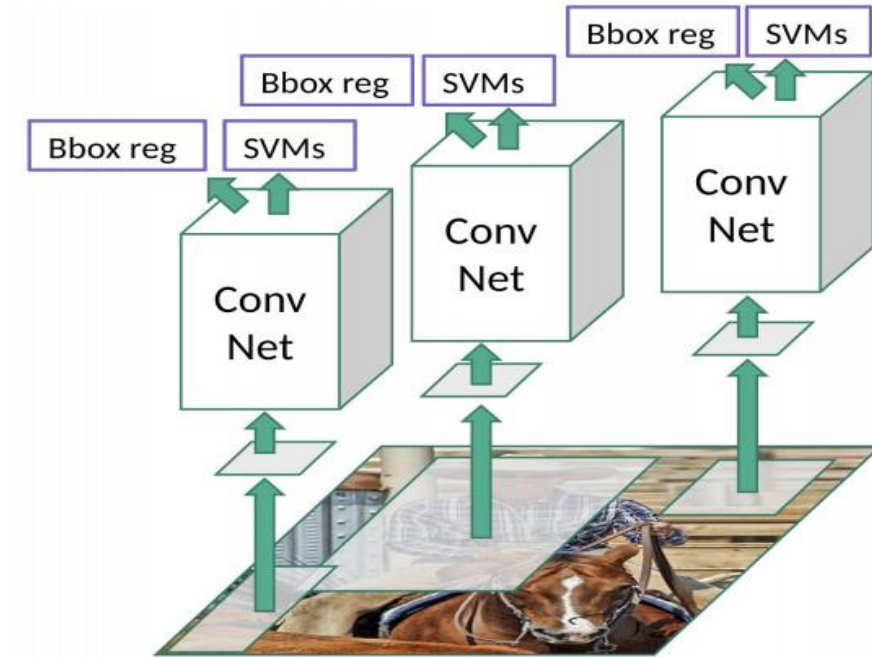 Bbox reg
SVMs
Bbox reg
SVMs
Bbox reg
SVMs
Conv
Net
Conv
Net
Conv
Net